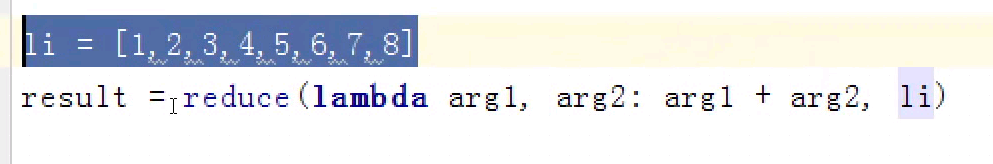 li = [1,2,3,4,5,6,7,8]
result = reduce(lambda arg1, arg2: arg1 + arg2, li)